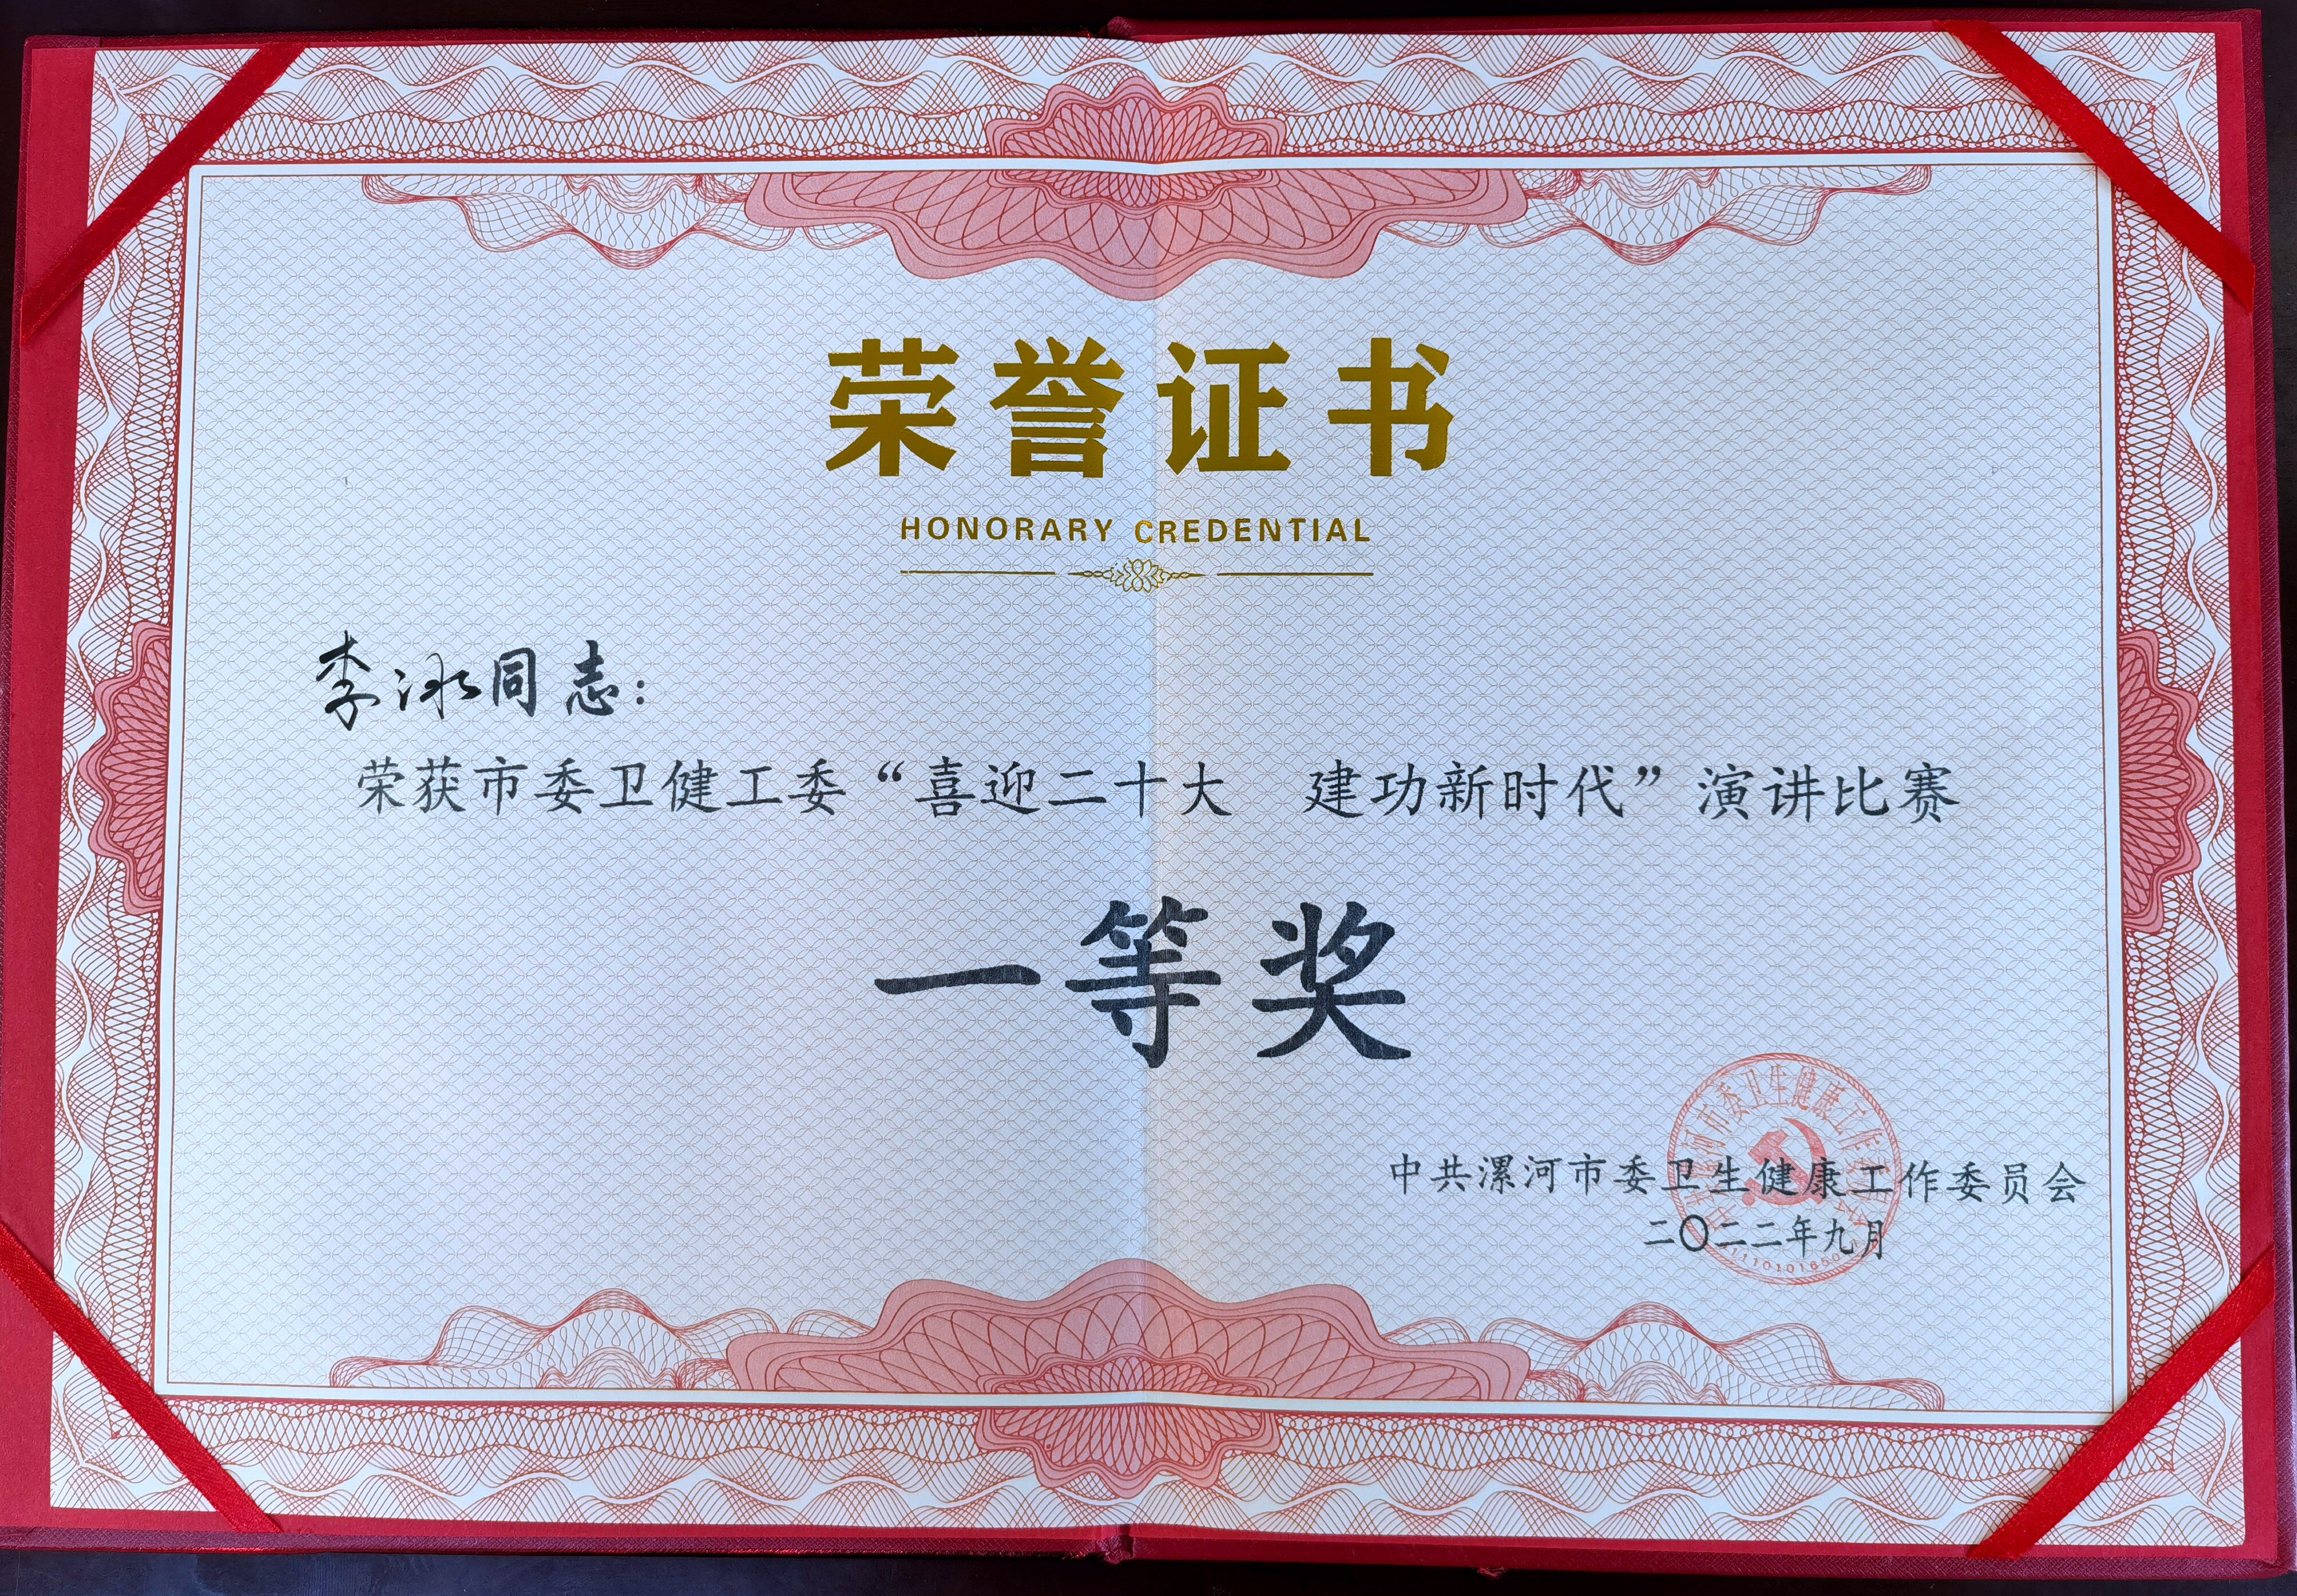 荣誉证书
HONORARY CREDENTIAL
李冰同志：
荣获市委卫健工委“喜迎二十大　建功新时代”演讲比赛
一等奖
中共漯河市委卫生健康工作委员会
二〇二二年九月